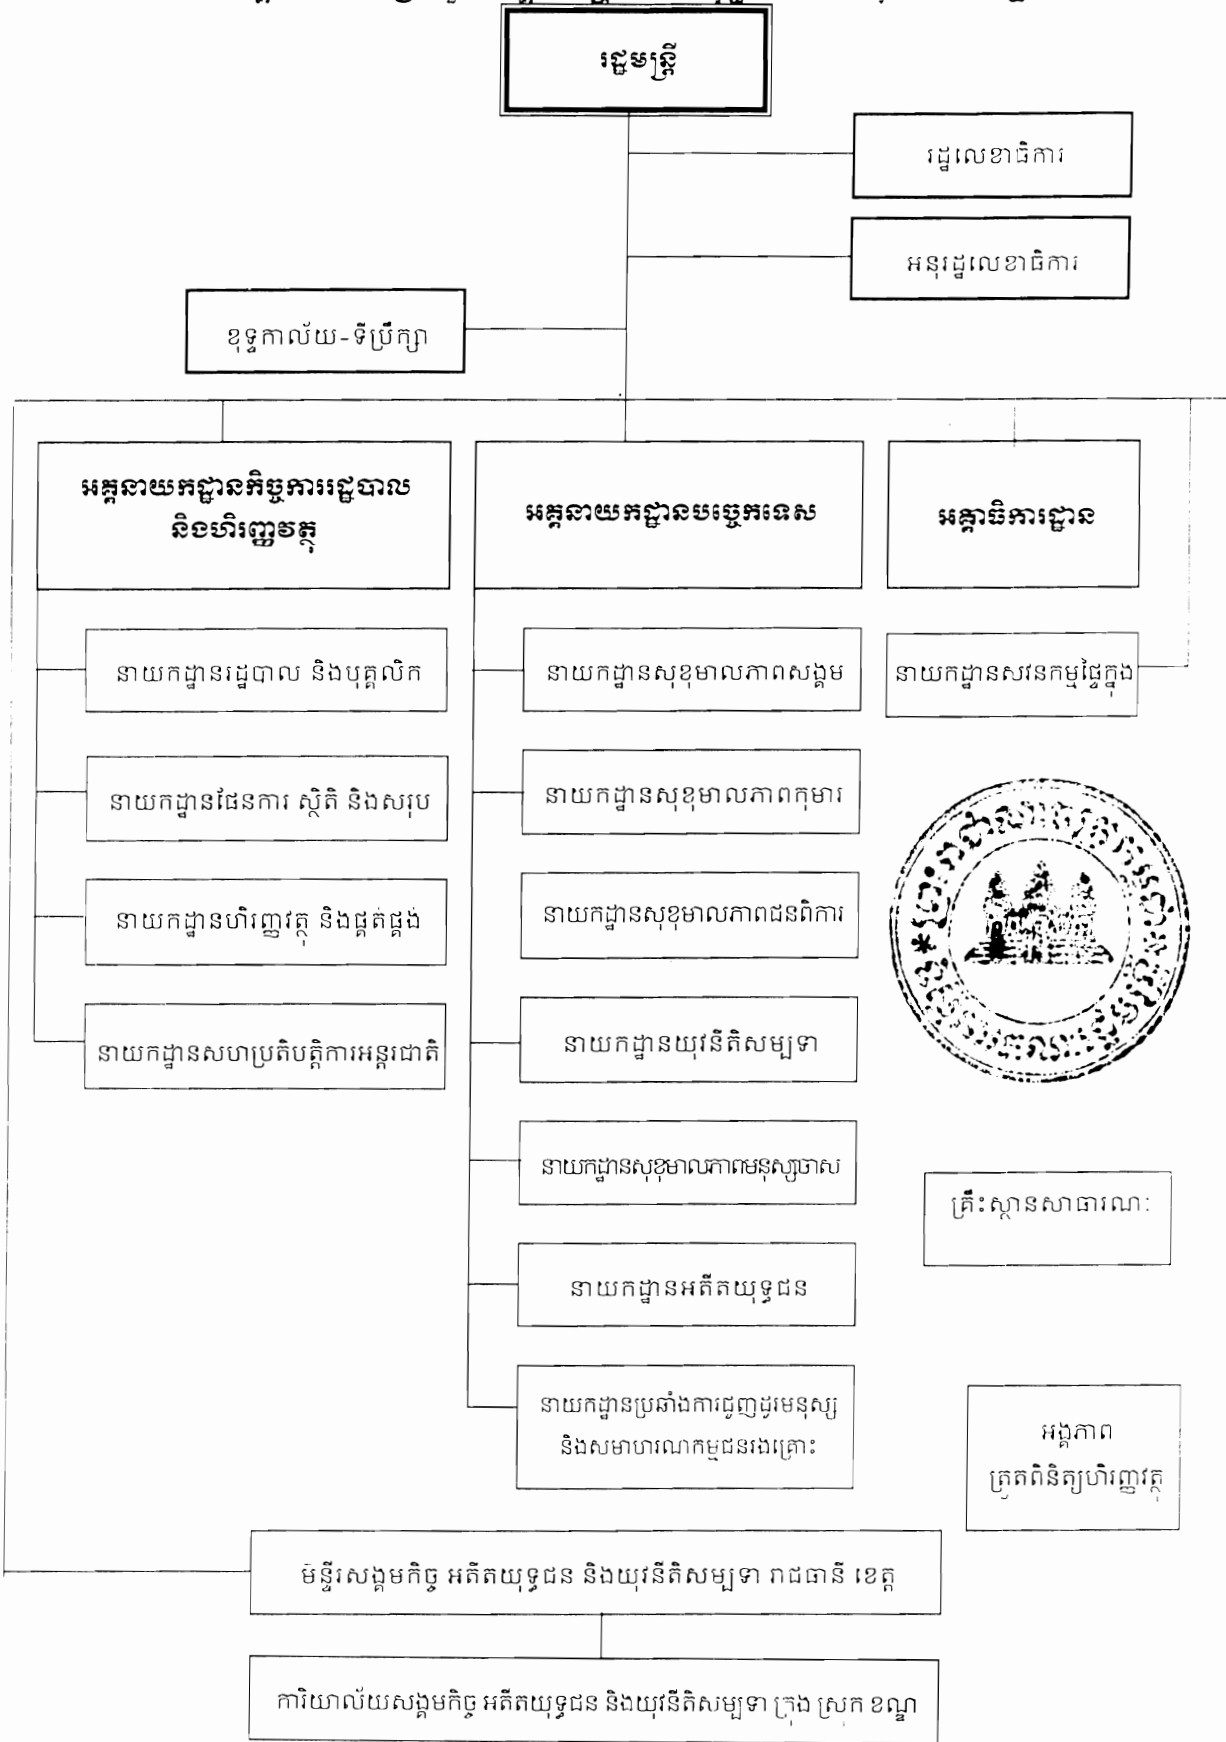 រដ្ឋមន្ត្រី
រដ្ឋលេខាធិការ
អនុរដ្ឋលេខាធិការ
ខុទ្ទកាល័យ-ទីប្រឹក្សា
អគ្គនាយកដ្ឋានកិច្ចការរដ្ឋបាល
និងហិរញ្ញវត្ថុ
អគ្គនាយកដ្ឋានបច្ចេកទេស
អគ្គាធិការដ្ឋាន
នាយកដ្ឋានរដ្ឋបាល និងបុគ្គលិក
នាយកដ្ឋានផែនការ ស្ថិតិ និងសរុប
នាយកដ្ឋានហិរញ្ញវត្ថុ និងផ្គត់ផ្គង់
នាយកដ្ឋានសហប្រតិបត្តិការអន្តរជាតិ
នាយកដ្ឋានសុខុមាលភាពសង្គម
នាយកដ្ឋានសុខុមាលភាពកុមារ
នាយកដ្ឋានសុខុមាលភាពជនពិការ
នាយកដ្ឋានយុវនីតិសម្បទា
នាយកដ្ឋានសុខុមាលភាពមនុស្សចាស
នាយកដ្ឋានអតីតយុទ្ធជន
នាយកដ្ឋានប្រឆាំងការជួញដូរមនុស្ស
និងសមាហរណកម្មជនរងគ្រោះ
នាយកដ្ឋានសវនកម្មផ្ទៃក្នុង
គ្រឹះស្ថានសាធារណៈ
អង្គភាព
ត្រួតពិនិត្យហិរញ្ញវត្ថុ
មន្ទីរសង្គមកិច្ច អតីតយុទ្ធជន និងយុវនីតិសម្បទា រាជធានី ខេត្ត
ការិយាល័យសង្គមកិច្ច អតីតយុទ្ធជន និងយុវនីតិសម្បទា ក្រុង ស្រុក ខណ្ឌ